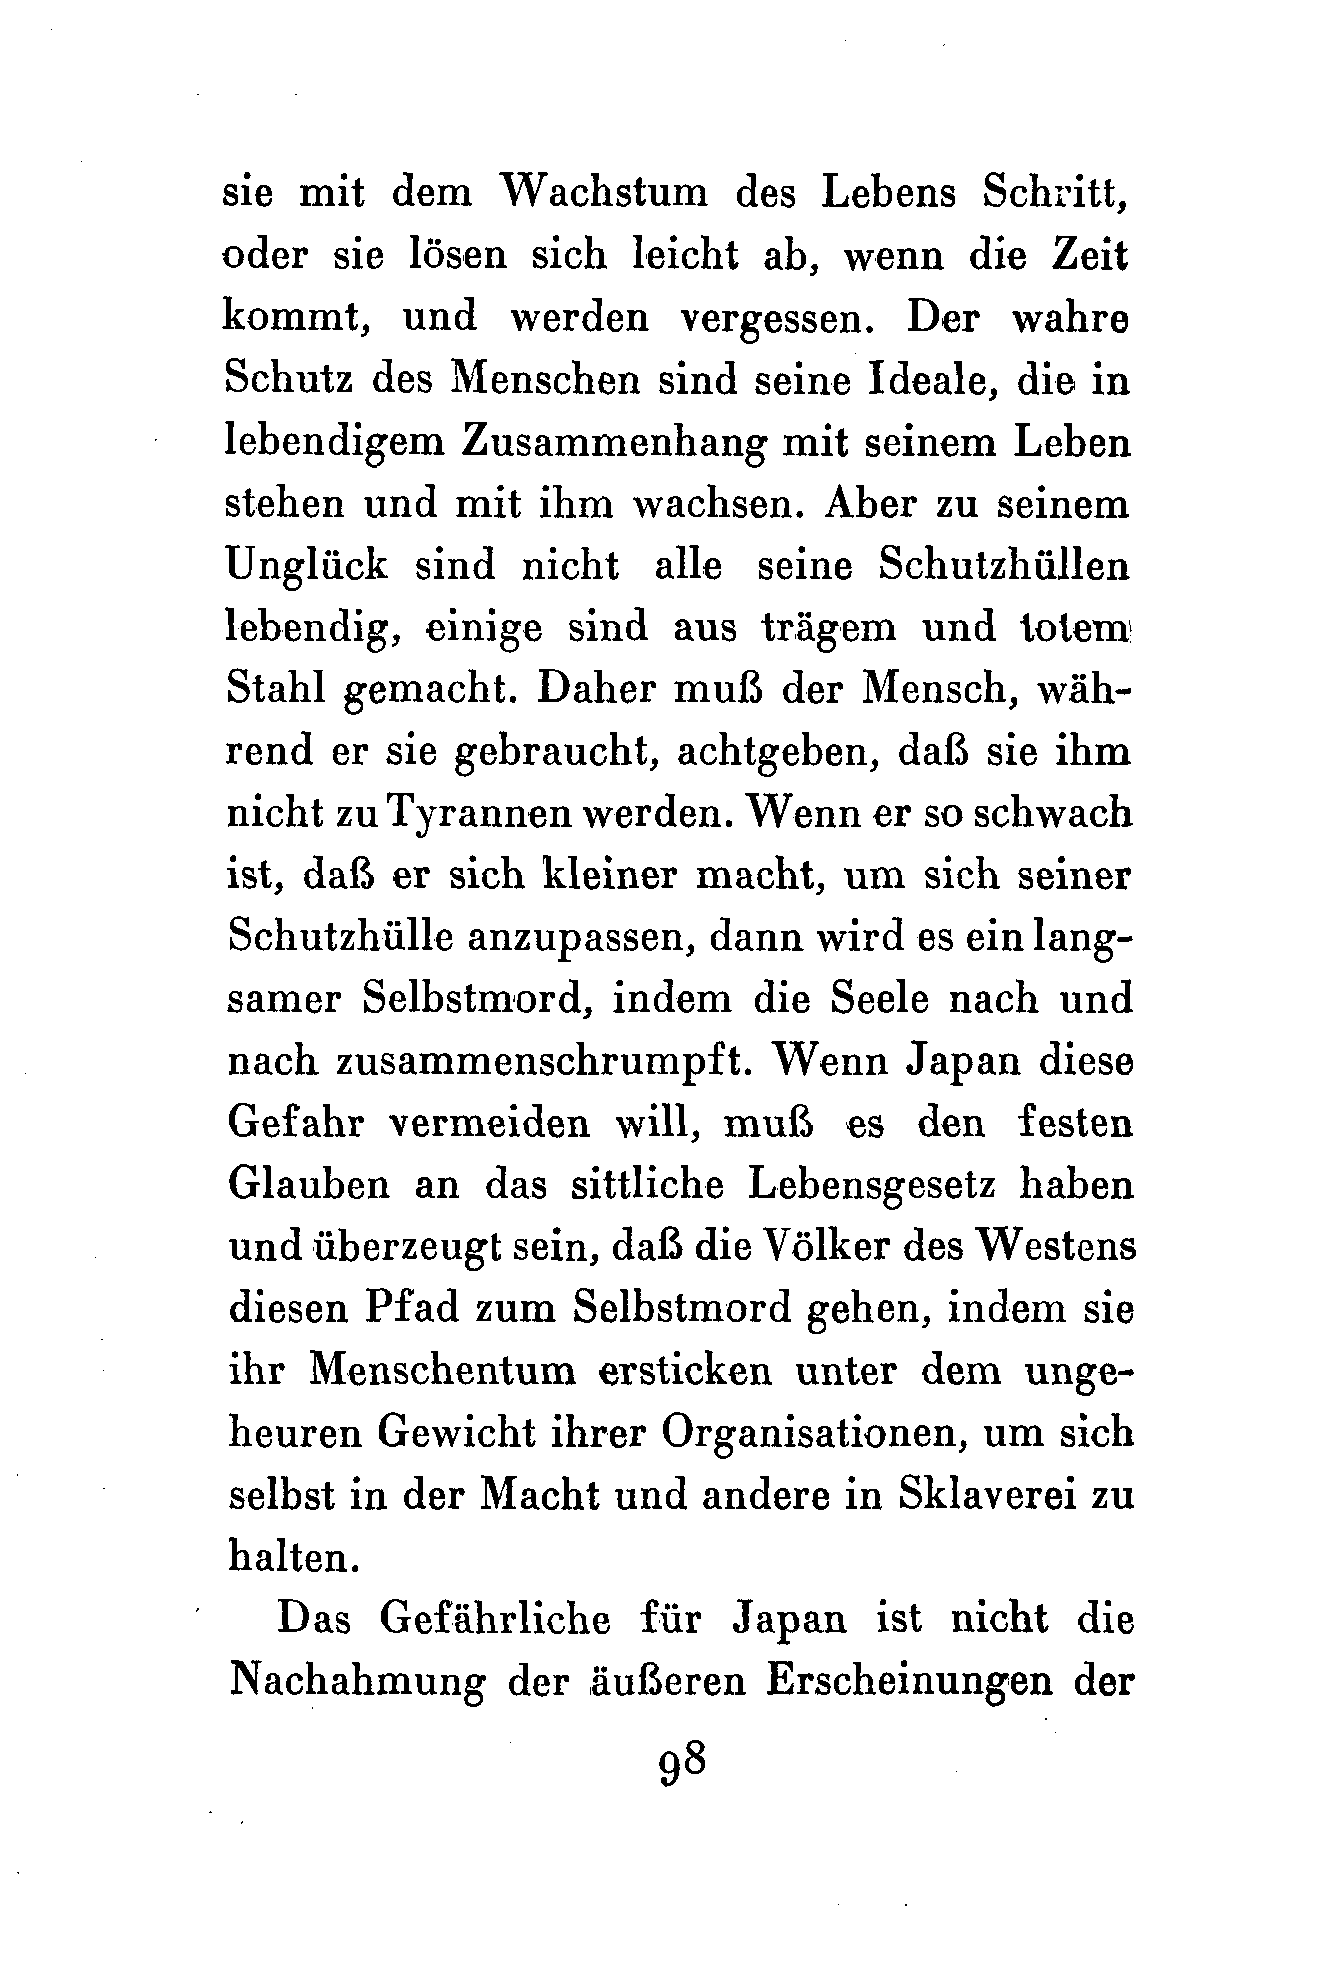 sie mit dem Wachstum des Lebens Schritt,
oder sie lösen sich leicht ab, wenn die Zeit
kommt, und werden vergessen. Der wahre
Schutz des Menschen sind seine Ideale, die in
lebendigem Zusammenhang mit seinem Leben
stehen und mit ihm wachsen. Aber zu seinem
Unglück sind nicht alle seine Schutzhüllen
lebendig, einige sind aus trägem und totem
Stahl gemacht. Daher muß der Mensch, wäh-
rend er sie gebraucht, achtgeben, daß sie ihm
nicht zu Tyrannen werden. Wenn er so schwach
ist, daß er sich kleiner macht, um sich seiner
Schutzhülle anzupassen, dann wird es ein lang-
samer Selbstmord, indem die Seele nach und
nach zusammenschrumpft. Wenn Japan diese
Gefahr vermeiden will, muß es den festen
Glauben an das sittliche Lebensgesetz haben
und überzeugt sein, daß die Völker des Westens
diesen Pfad zum Selbstmord gehen, indem sie
ihr Menschentum ersticken unter dem unge-
heuren Gewicht ihrer Organisationen, um sich
selbst in der Macht und andere in Sklaverei zu
halten.
Das Gefährliche für Japan ist nicht die
Nachahmung der äußeren Erscheinungen der
98